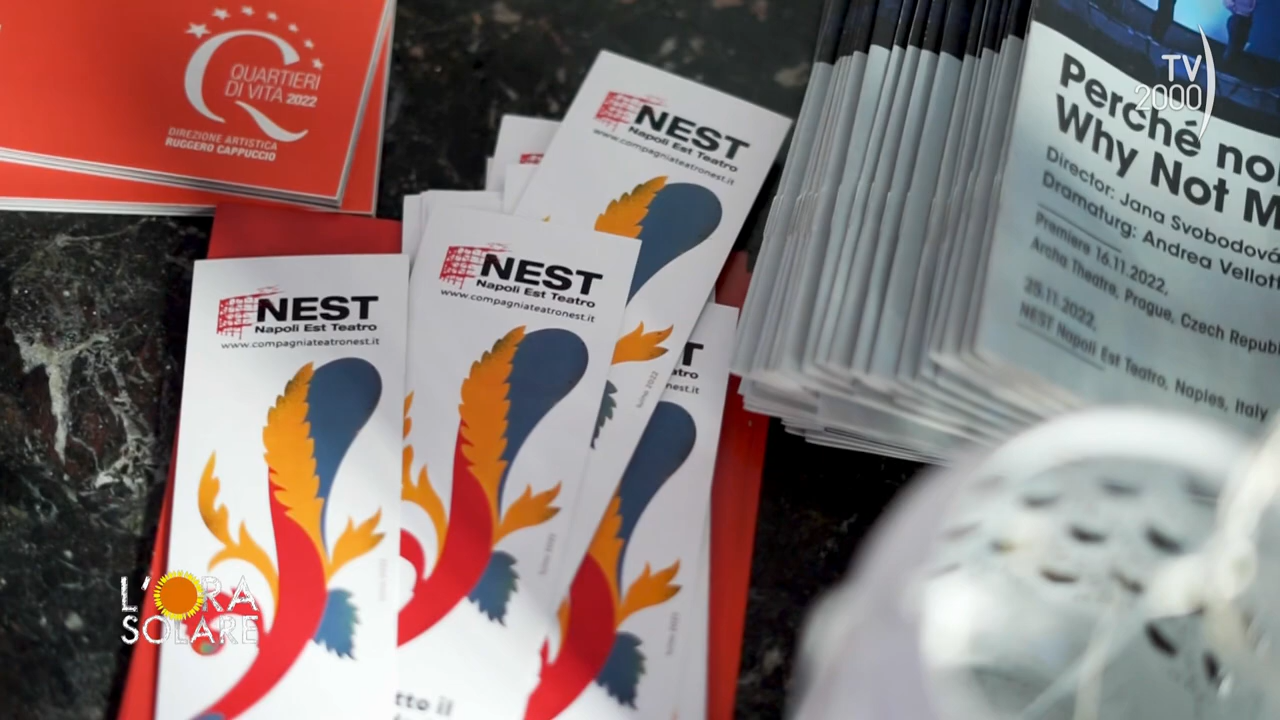 QUARTIERI
DI VITA 2022
DIREZIONE ARTISTICA
RUGGERO CAPPUCCIO
NEST
Napoli Est Teatro
www.compagniateatronest.it
NEST
Napoli Est Teatro
www.compagniateatronest.it
NEST
Napoli Est Teatro
www.compagniateatronest.it
TV
2000
Perché no
Why Not M
Director: Jana Svobodová
Dramaturg: Andrea Vellott
Premiere 16.11.2022,
Archa Theatre, Prague, Czech Republ
25.11.2022,
NEST Napoli Est Teatro, Naples, Italy
L'ORA
SOLARE
tto il